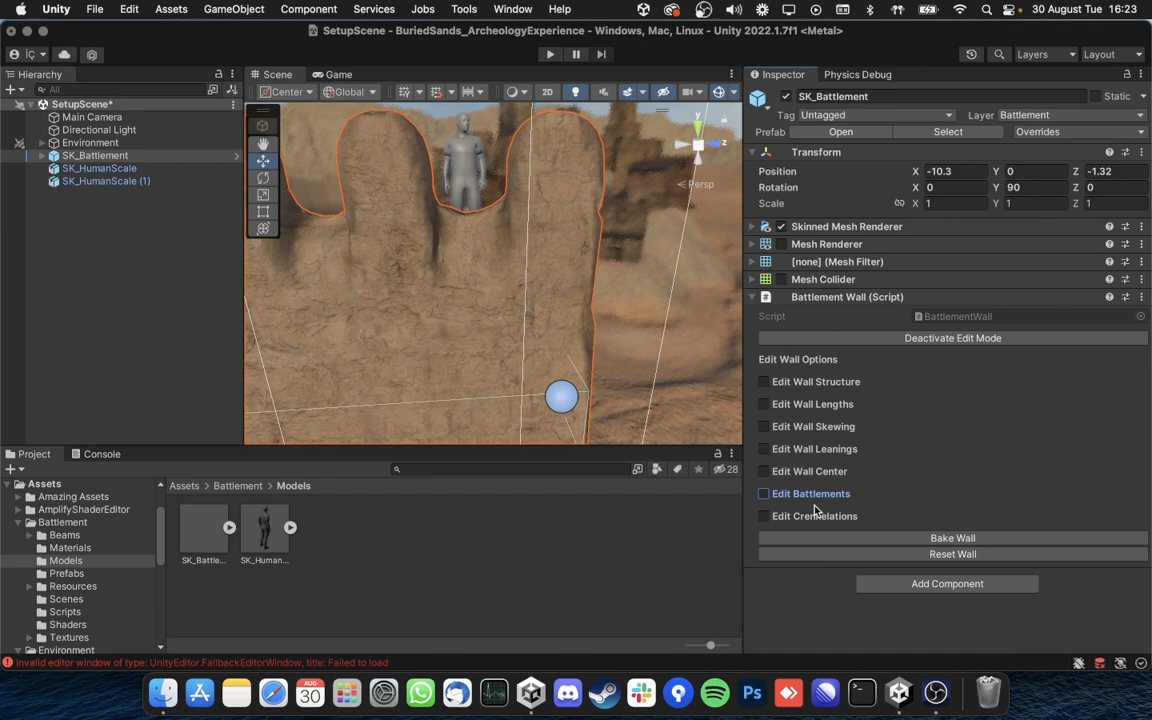 Unity File Edit Assets GameObject Component Services Jobs Tools Window Help 30 August Tue 16:23
SetupScene - BuriedSands_ArcheologyExperience - Windows, Mac, Linux - Unity 2022.1.7f1 <Metal>
İÇ Layers Layout
Hierarchy Scene Game Inspector Physics Debug
All
Center Global 2D
SetupScene*
Main Camera
Directional Light
Environment
SK_Battlement
SK_HumanScale
SK_HumanScale (1)
y
z
Persp
SK_Battlement Static
Tag Untagged Layer Battlement
Prefab Open Select Overrides
Transform
Position X -10.3 Y 0 Z -1.32
Rotation X 0 Y 90 Z 0
Scale X 1 Y 1 Z 1
Skinned Mesh Renderer
Mesh Renderer
[none] (Mesh Filter)
Mesh Collider
Battlement Wall (Script)
Script BattlementWall
Deactivate Edit Mode
Edit Wall Options
Edit Wall Structure
Edit Wall Lengths
Edit Wall Skewing
Edit Wall Leanings
Edit Wall Center
Edit Battlements
Edit Crenelations
Bake Wall
Reset Wall
Add Component
Project Console
28
Assets
Amazing Assets
AmplifyShaderEditor
Battlement
Beams
Materials
Models
Prefabs
Resources
Scenes
Scripts
Shaders
Textures
Environment
Assets > Battlement > Models
SK_Battle... SK_Human...
Invalid editor window of type: UnityEditor.FallbackEditorWindow, title: Failed to load
AUG
30
Ps